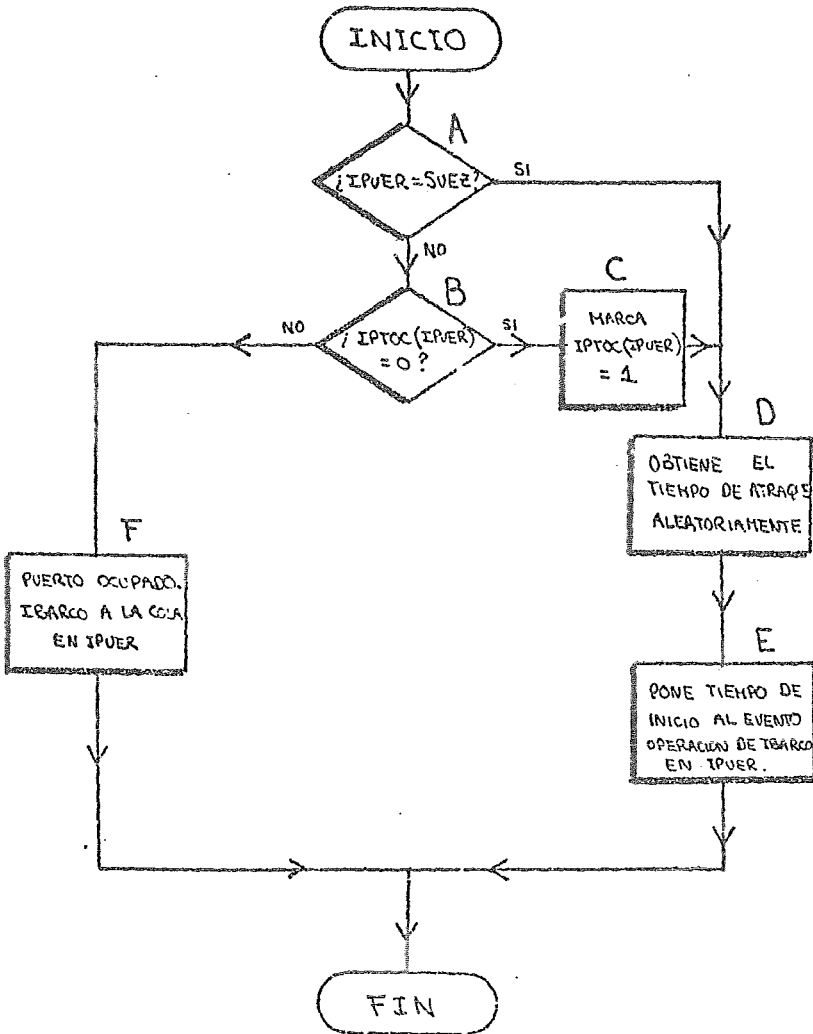 INICIO
A
¿IPUER=SUEZ?
SI
NO
B
¿IPTOC(IPUER)
=0?
NO
SI
C
MARCA
IPTOC(IPUER)
= 1
D
OBTIENE EL
TIEMPO DE ATRAQE
ALEATORIAMENTE
F
PUERTO OCUPADO.
IBARCO A LA COLA
EN IPUER
E
PONE TIEMPO DE
INICIO AL EVENTO
OPERACION DE IBARCO
EN IPUER.
FIN